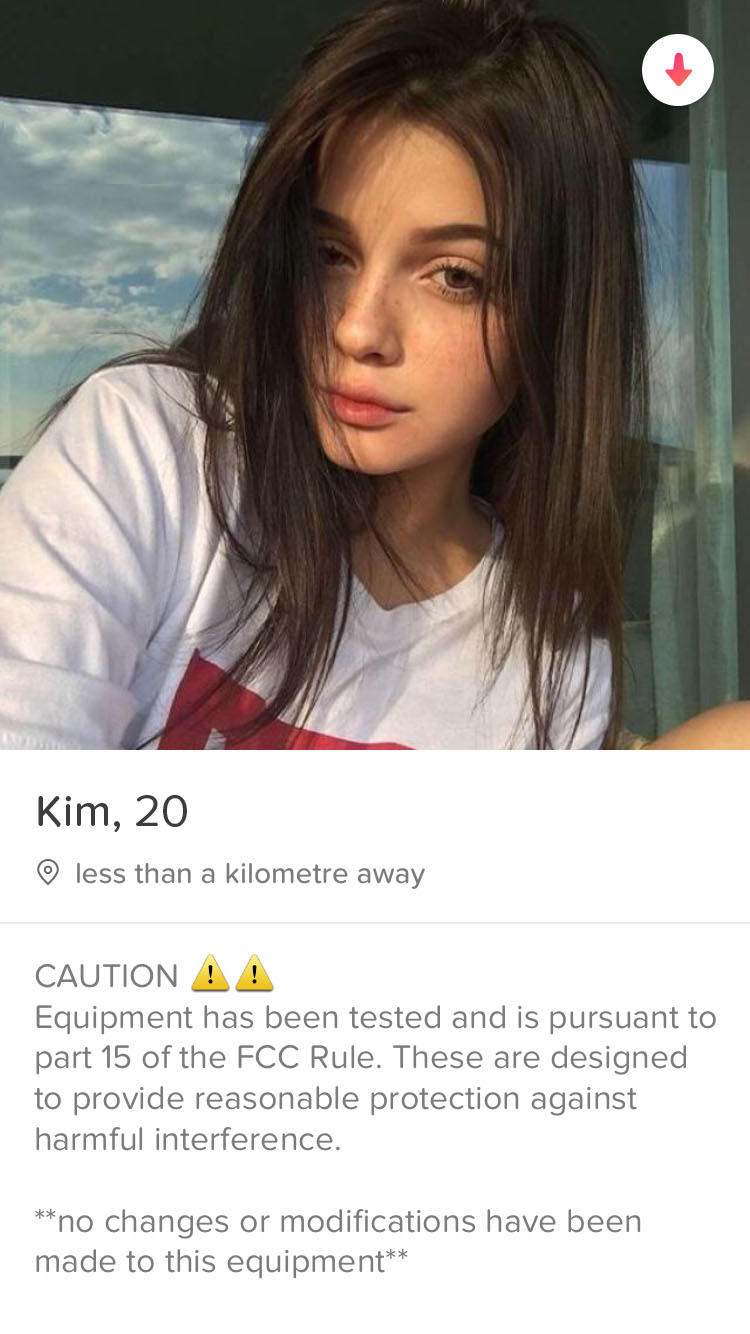 Kim, 20
less than a kilometre away
CAUTION ⚠️⚠️
Equipment has been tested and is pursuant to
part 15 of the FCC Rule. These are designed
to provide reasonable protection against
harmful interference.
**no changes or modifications have been
made to this equipment**